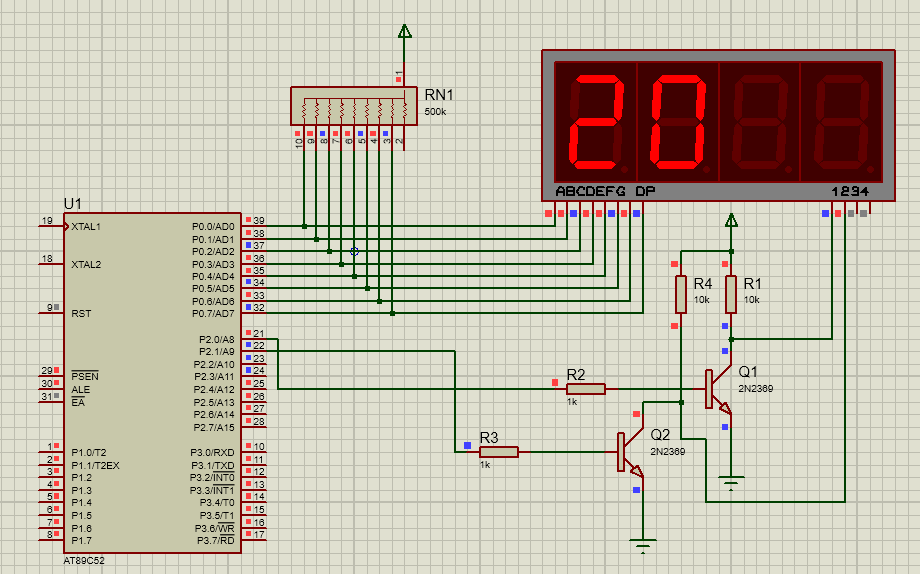 1
RN1
500k
10
9
8
7
6
5
4
3
2
20
ABCDEFG DP
1234
U1
19
XTAL1
18
XTAL2
9
RST
29
PSEN
30
ALE
31
EA
1
P1.0/T2
2
P1.1/T2EX
3
P1.2
4
P1.3
5
P1.4
6
P1.5
7
P1.6
8
P1.7
P0.0/AD0
39
P0.1/AD1
38
P0.2/AD2
37
P0.3/AD3
36
P0.4/AD4
35
P0.5/AD5
34
P0.6/AD6
33
P0.7/AD7
32
P2.0/A8
21
P2.1/A9
22
P2.2/A10
23
P2.3/A11
24
P2.4/A12
25
P2.5/A13
26
P2.6/A14
27
P2.7/A15
28
P3.0/RXD
10
P3.1/TXD
11
P3.2/INT0
12
P3.3/INT1
13
P3.4/T0
14
P3.5/T1
15
P3.6/WR
16
P3.7/RD
17
AT89C52
R4
10k
R1
10k
R2
1k
Q1
2N2369
R3
1k
Q2
2N2369